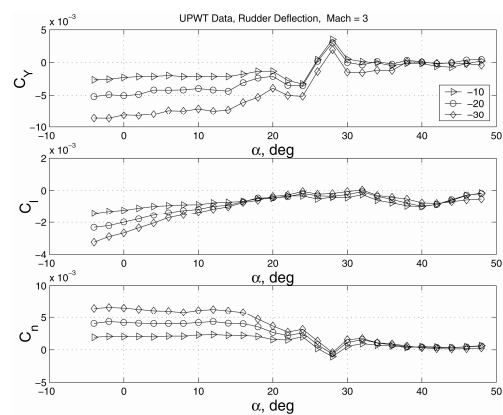 UPWT Data, Rudder Deflection, Mach = 3
x 10⁻³
5
0
−5
−10
C_Y
−10 0 10 20 30 40 50
α, deg
−10
−20
−30
x 10⁻³
2
0
−2
−4
C_l
−10 0 10 20 30 40 50
α, deg
x 10⁻³
10
5
0
−5
C_n
−10 0 10 20 30 40 50
α, deg